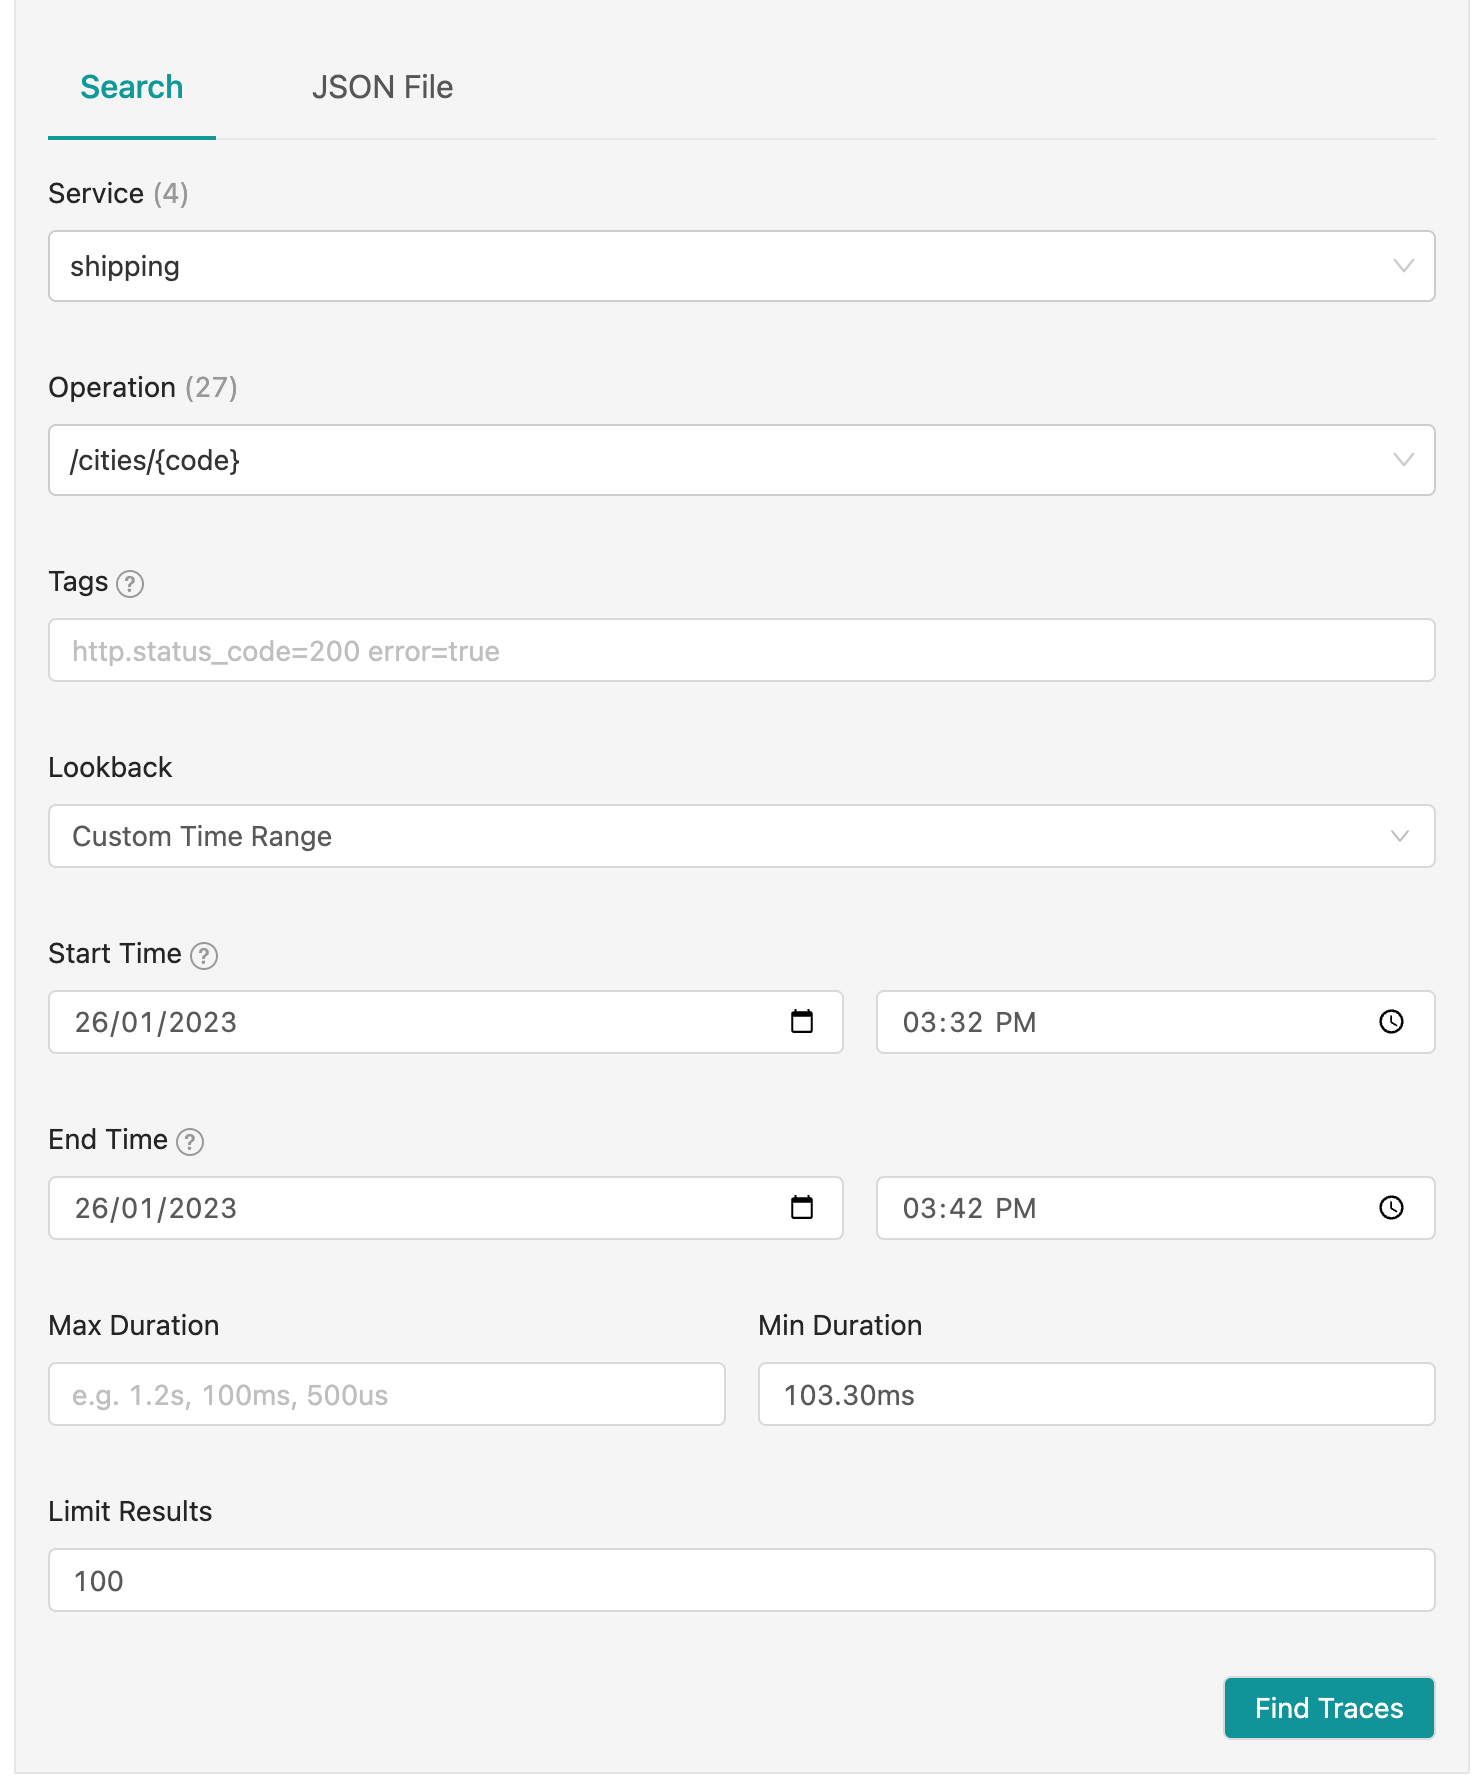 Search JSON File
Service (4)
shipping
Operation (27)
/cities/{code}
Tags ?
http.status_code=200 error=true
Lookback
Custom Time Range
Start Time ?
26/01/2023 03:32 PM
End Time ?
26/01/2023 03:42 PM
Max Duration Min Duration
e.g. 1.2s, 100ms, 500us 103.30ms
Limit Results
100
Find Traces